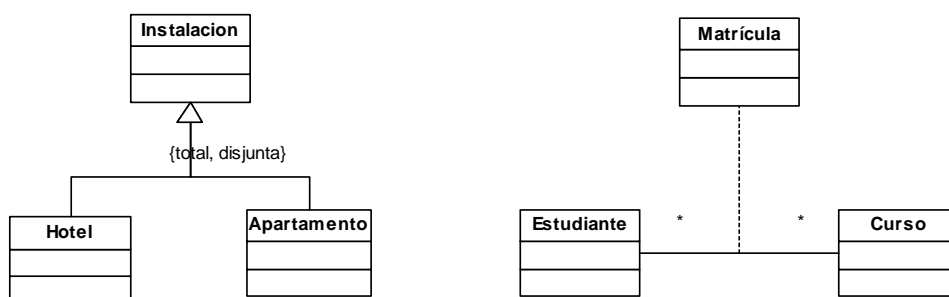 Instalacion
{total, disjunta}
Hotel
Apartamento
Matrícula
Estudiante
*
*
Curso